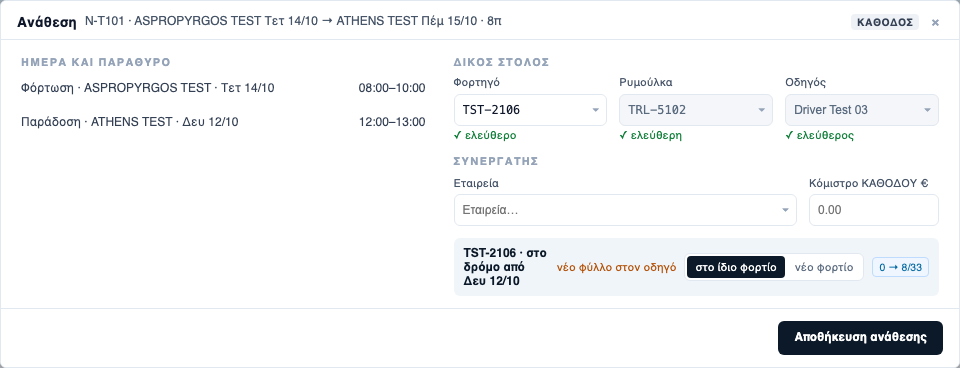 Ανάθεση N-T101 · ASPROPYRGOS TEST Τετ 14/10 → ATHENS TEST Πέμ 15/10 · 8π ΚΑΘΟΔΟΣ ×
ΗΜΕΡΑ ΚΑΙ ΠΑΡΑΘΥΡΟ
Φόρτωση · ASPROPYRGOS TEST · Τετ 14/10 08:00–10:00
Παράδοση · ATHENS TEST · Δευ 12/10 12:00–13:00
ΔΙΚΟΣ ΣΤΟΛΟΣ
Φορτηγό Ρυμούλκα Οδηγός
TST-2106 TRL-5102 Driver Test 03
✓ ελεύθερο ✓ ελεύθερη ✓ ελεύθερος
ΣΥΝΕΡΓΑΤΗΣ
Εταιρεία Κόμιστρο ΚΑΘΟΔΟΥ €
Εταιρεία… 0.00
TST-2106 · στο
δρόμο από
Δευ 12/10
νέο φύλλο στον οδηγό στο ίδιο φορτίο νέο φορτίο 0 → 8/33
Αποθήκευση ανάθεσης